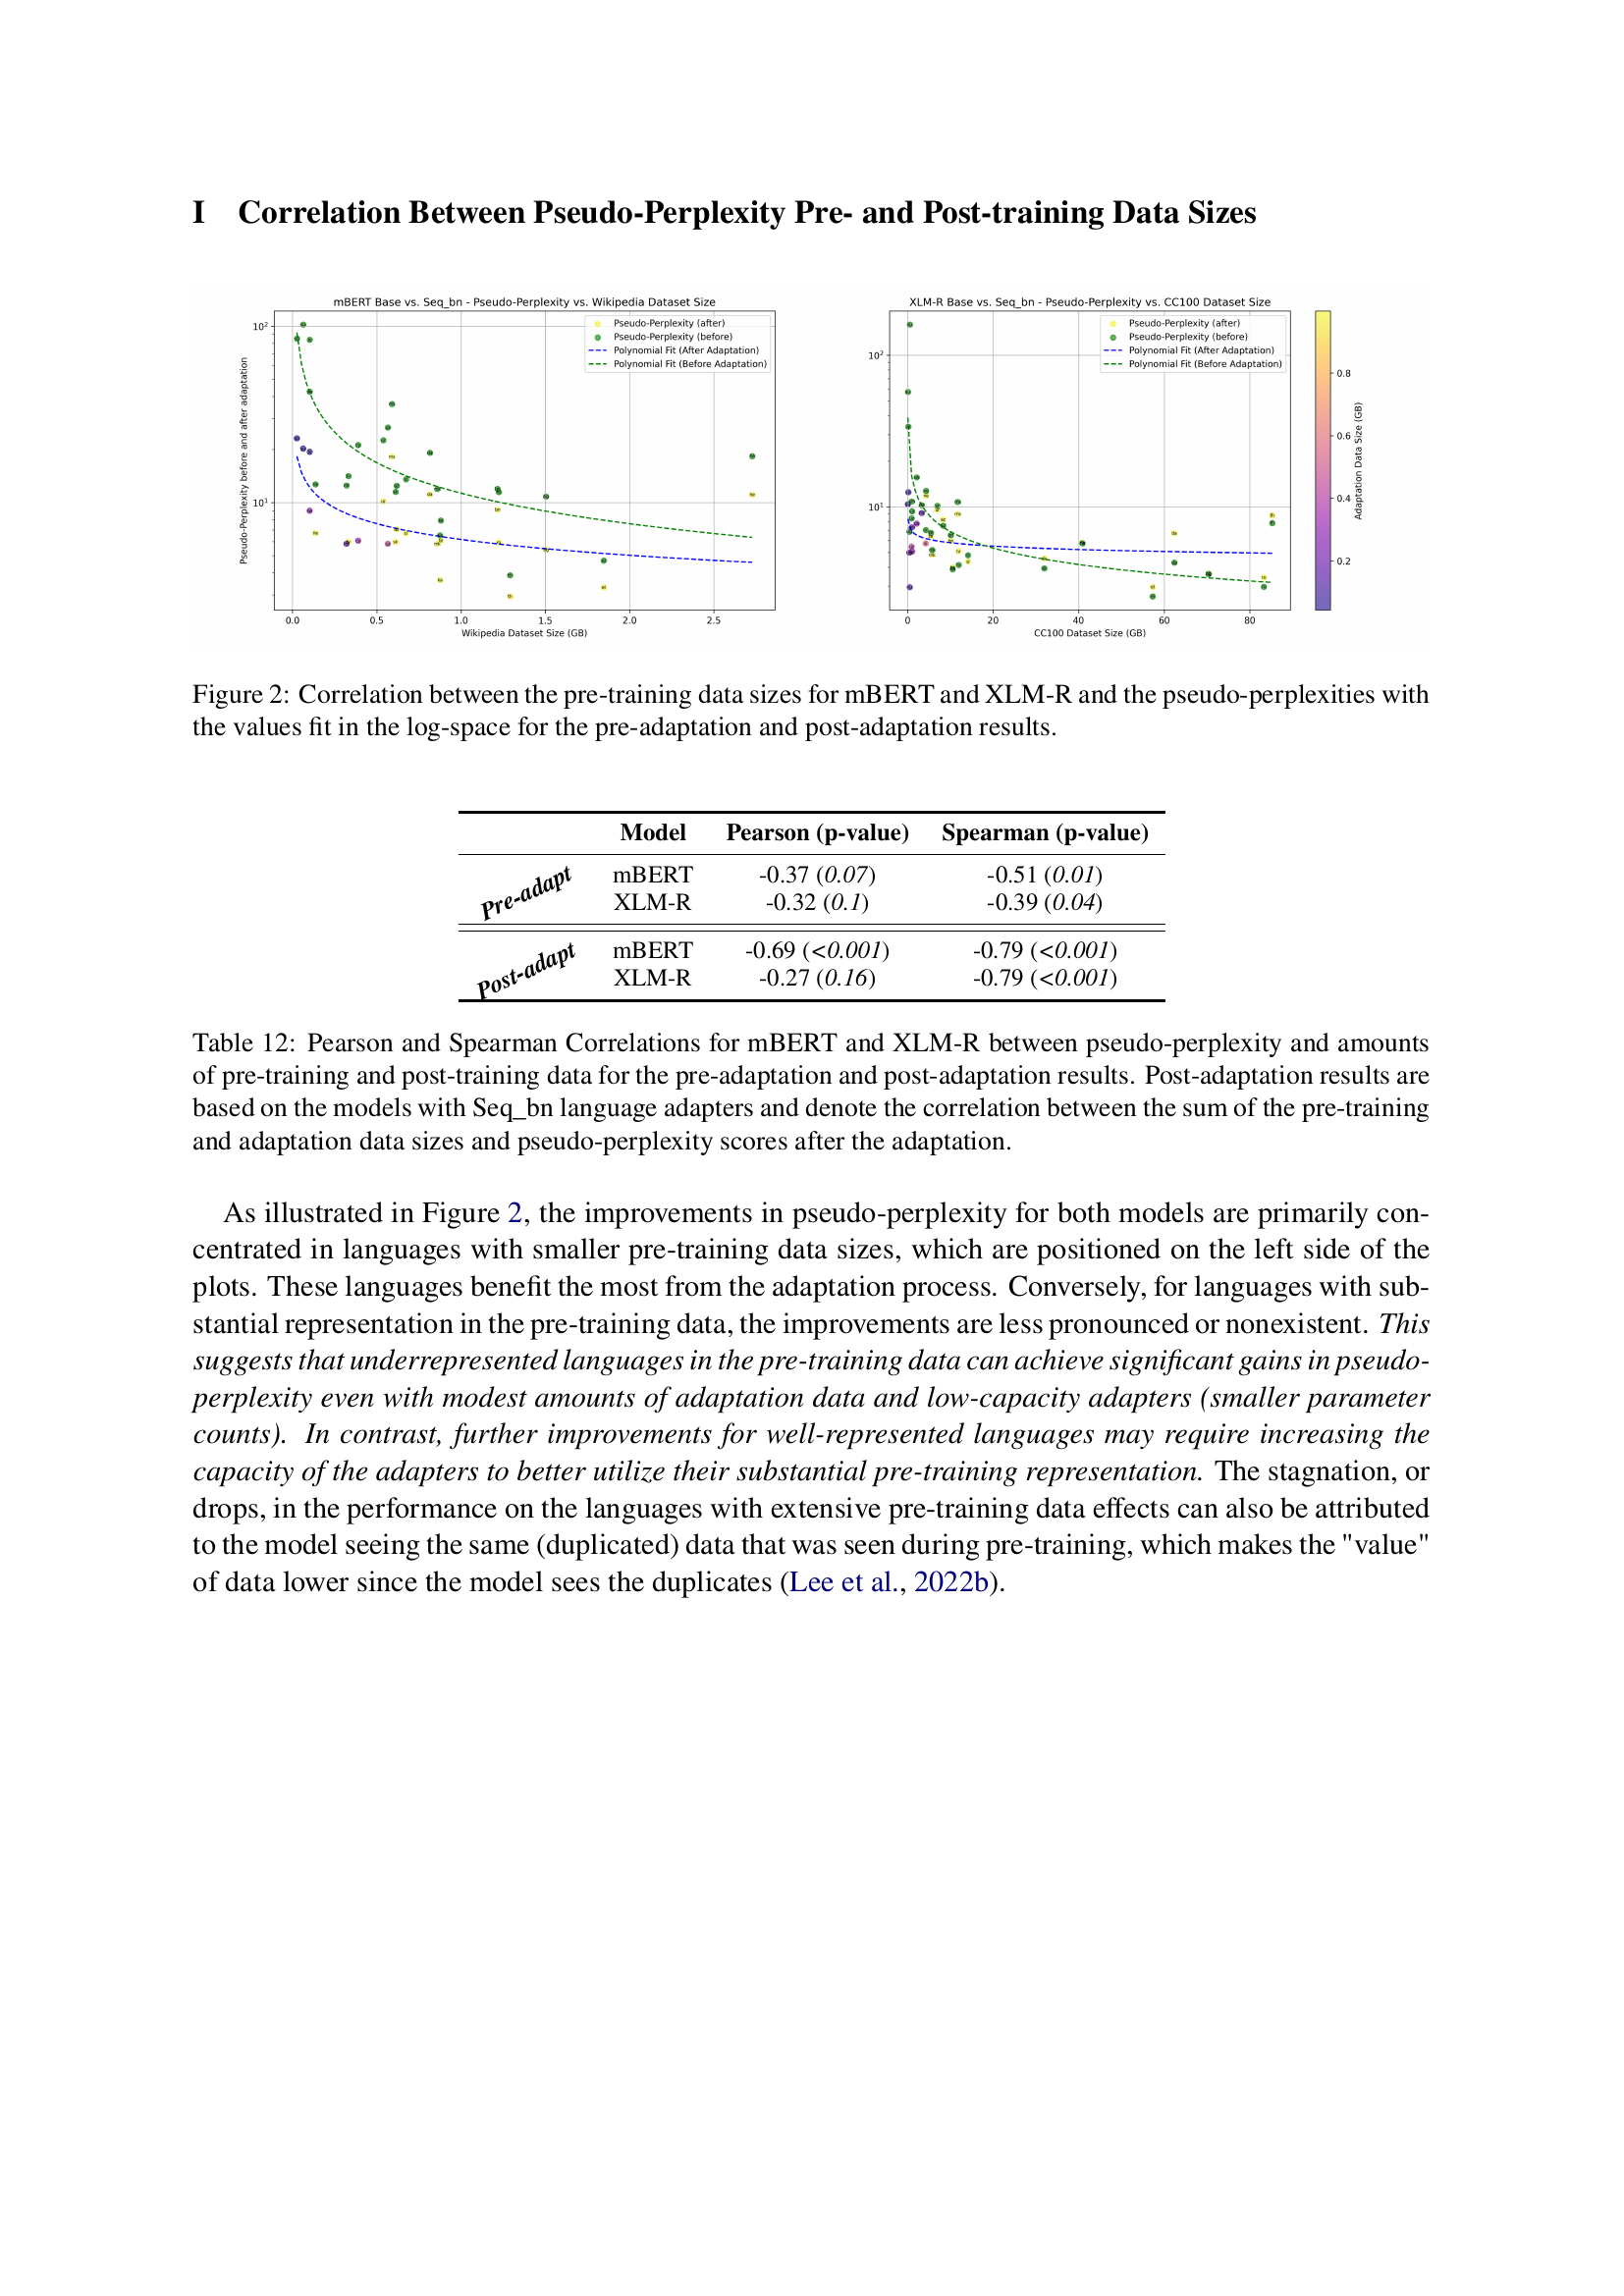 I Correlation Between Pseudo-Perplexity Pre- and Post-training Data Sizes
mBERT Base vs. Seq_bn - Pseudo-Perplexity vs. Wikipedia Dataset Size
Pseudo-Perplexity before and after adaptation
10²
10¹
Pseudo-Perplexity (after)
Pseudo-Perplexity (before)
Polynomial Fit (After Adaptation)
Polynomial Fit (Before Adaptation)
0.0 0.5 1.0 1.5 2.0 2.5
Wikipedia Dataset Size (GB)
XLM-R Base vs. Seq_bn - Pseudo-Perplexity vs. CC100 Dataset Size
10²
10¹
Pseudo-Perplexity (after)
Pseudo-Perplexity (before)
Polynomial Fit (After Adaptation)
Polynomial Fit (Before Adaptation)
0 20 40 60 80
CC100 Dataset Size (GB)
0.8
0.6
0.4
0.2
Adaptation Data Size (GB)
Figure 2: Correlation between the pre-training data sizes for mBERT and XLM-R and the pseudo-perplexities with
the values fit in the log-space for the pre-adaptation and post-adaptation results.
Model Pearson (p-value) Spearman (p-value)
Pre-adapt
mBERT -0.37 (0.07) -0.51 (0.01)
XLM-R -0.32 (0.1) -0.39 (0.04)
Post-adapt
mBERT -0.69 (<0.001) -0.79 (<0.001)
XLM-R -0.27 (0.16) -0.79 (<0.001)
Table 12: Pearson and Spearman Correlations for mBERT and XLM-R between pseudo-perplexity and amounts
of pre-training and post-training data for the pre-adaptation and post-adaptation results. Post-adaptation results are
based on the models with Seq_bn language adapters and denote the correlation between the sum of the pre-training
and adaptation data sizes and pseudo-perplexity scores after the adaptation.
As illustrated in Figure 2, the improvements in pseudo-perplexity for both models are primarily con-
centrated in languages with smaller pre-training data sizes, which are positioned on the left side of the
plots. These languages benefit the most from the adaptation process. Conversely, for languages with sub-
stantial representation in the pre-training data, the improvements are less pronounced or nonexistent. This
suggests that underrepresented languages in the pre-training data can achieve significant gains in pseudo-
perplexity even with modest amounts of adaptation data and low-capacity adapters (smaller parameter
counts). In contrast, further improvements for well-represented languages may require increasing the
capacity of the adapters to better utilize their substantial pre-training representation. The stagnation, or
drops, in the performance on the languages with extensive pre-training data effects can also be attributed
to the model seeing the same (duplicated) data that was seen during pre-training, which makes the "value"
of data lower since the model sees the duplicates (Lee et al., 2022b).